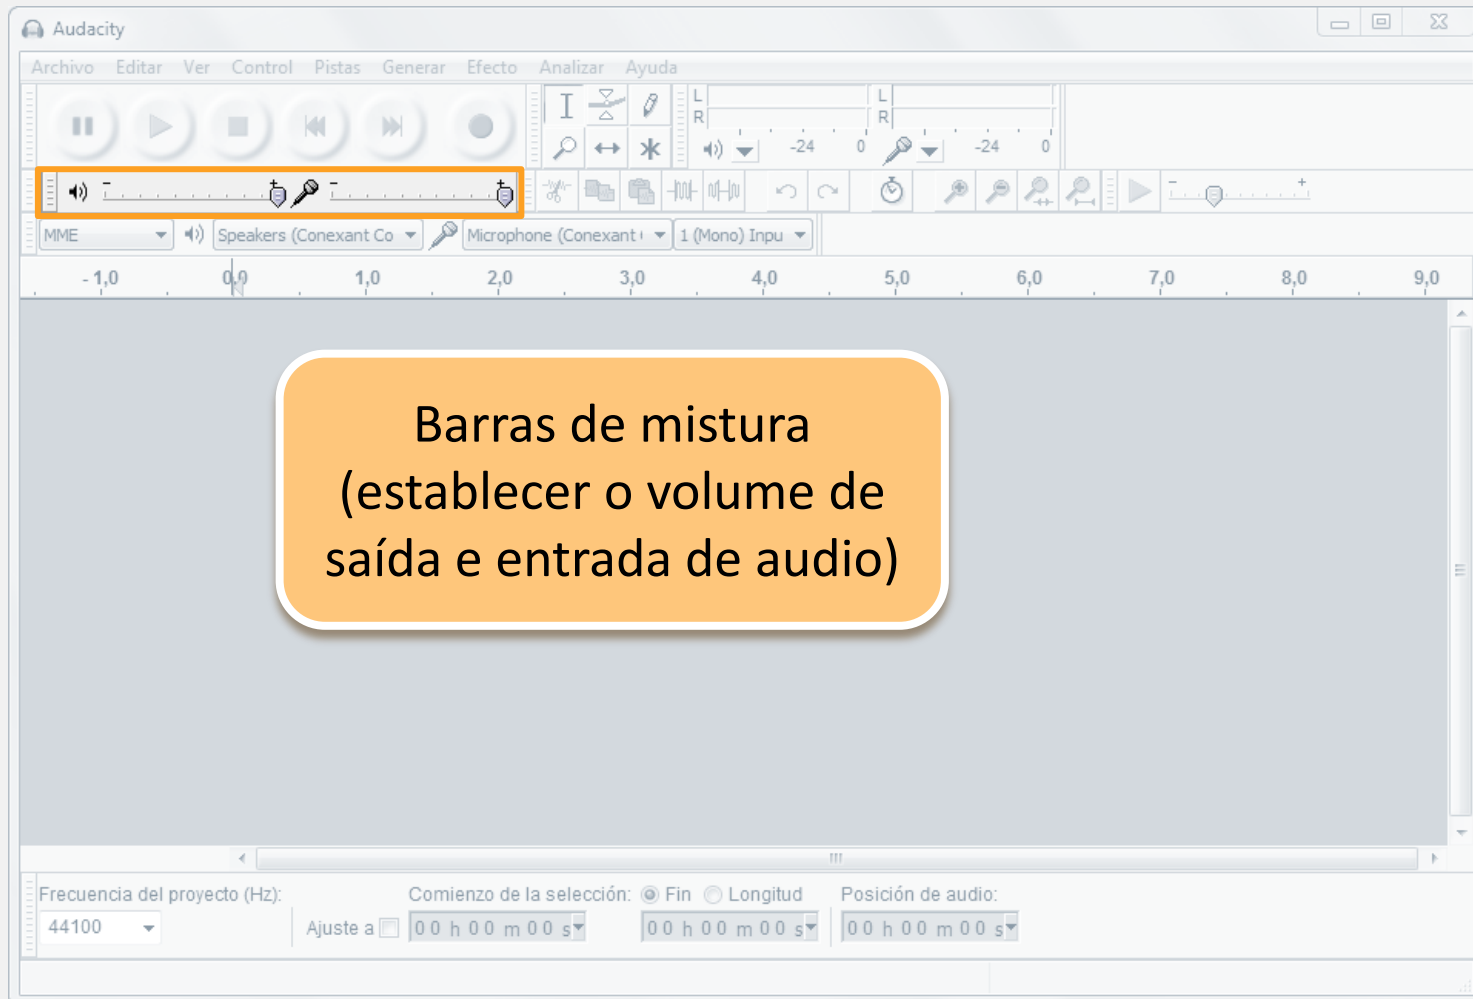 Audacity
Archivo Editar Ver Control Pistas Generar Efecto Analizar Ayuda
L L
R R
-24 0 -24 0
- + - + - +
MME Speakers (Conexant Co Microphone (Conexant 1 (Mono) Inpu
- 1,0 0,0 1,0 2,0 3,0 4,0 5,0 6,0 7,0 8,0 9,0
Barras de mistura
(establecer o volume de
saída e entrada de audio)
Frecuencia del proyecto (Hz): Comienzo de la selección: Fin Longitud Posición de audio:
44100 Ajuste a 00 h 00 m 00 s 00 h 00 m 00 s 00 h 00 m 00 s